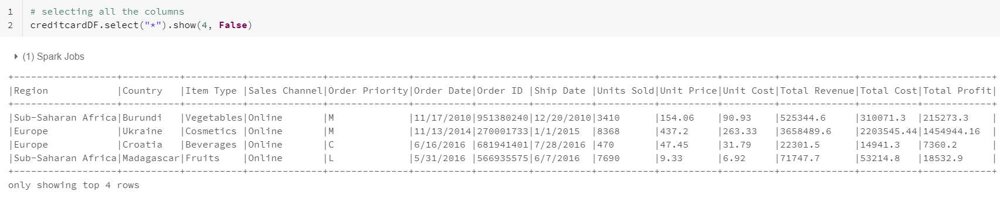 1 # selecting all the columns
2 creditcardDF.select("*").show(4, False)
(1) Spark Jobs
+------------------+----------+----------+-------------+--------------+----------+---------+----------+----------+----------+---------+-------------+----------+------------+
|Region            |Country   |Item Type |Sales Channel|Order Priority|Order Date|Order ID |Ship Date |Units Sold|Unit Price|Unit Cost|Total Revenue|Total Cost|Total Profit|
+------------------+----------+----------+-------------+--------------+----------+---------+----------+----------+----------+---------+-------------+----------+------------+
|Sub-Saharan Africa|Burundi   |Vegetables|Online       |M             |11/17/2010|951380240|12/20/2010|3410      |154.06    |90.93    |525344.6     |310071.3  |215273.3    |
|Europe            |Ukraine   |Cosmetics |Online       |M             |11/13/2014|270001733|1/1/2015  |8368      |437.2     |263.33   |3658489.6    |2203545.44|1454944.16  |
|Europe            |Croatia   |Beverages |Online       |C             |6/16/2016 |681941401|7/28/2016 |470       |47.45     |31.79    |22301.5      |14941.3   |7360.2      |
|Sub-Saharan Africa|Madagascar|Fruits    |Online       |L             |5/31/2016 |566935575|6/7/2016  |7690      |9.33      |6.92     |71747.7      |53214.8   |18532.9     |
+------------------+----------+----------+-------------+--------------+----------+---------+----------+----------+----------+---------+-------------+----------+------------+
only showing top 4 rows